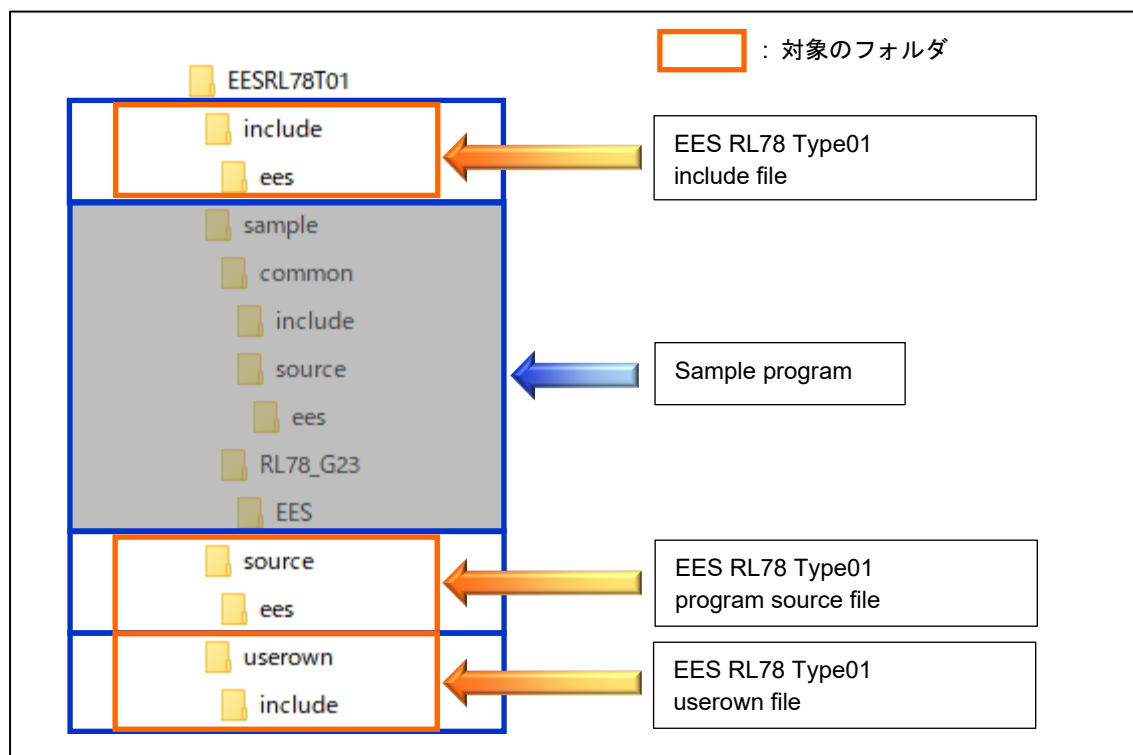 : 対象のフォルダ
EESRL78T01
include
ees
EES RL78 Type01
include file
sample
common
include
source
ees
RL78_G23
EES
Sample program
source
ees
EES RL78 Type01
program source file
userown
include
EES RL78 Type01
userown file